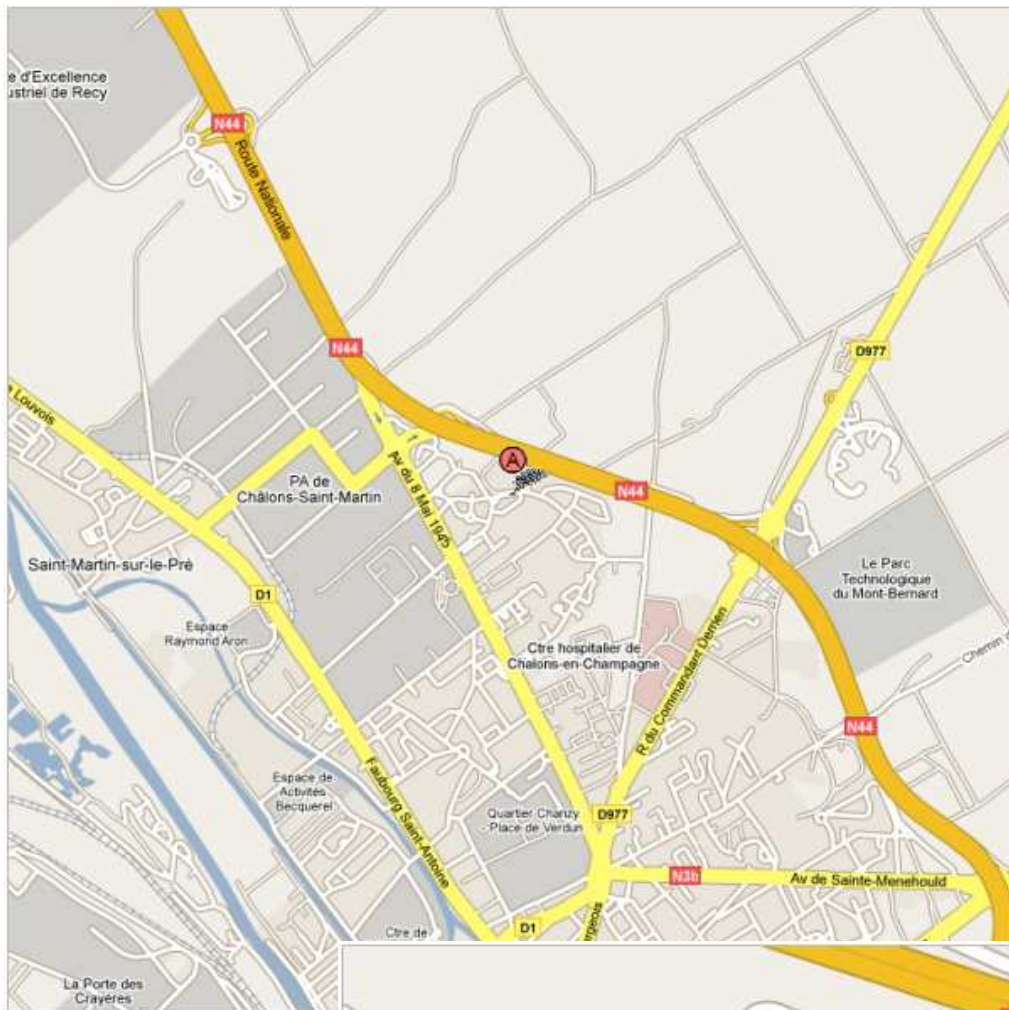 e d'Excellence
ustriel de Recy
N44
Route Nationale
N44
D977
e Louvois
A
PA de
Châlons-Saint-Martin
Av du 8 Mai 1945
N44
Saint-Martin-sur-le-Pré
D1
Le Parc
Technologique
du Mont-Bernard
Espace
Raymond Aron
Ctre hospitalier de
Chalons-en-Champagne
Chemin d
R du Commandant Derrien
N44
Faubourg Saint-Antoine
Espace de
Activités
Becquerel
Quartier Chanzy
-Place de Verdun
D977
N3b
Av de Sainte-Menehould
D1
rgeois
Ctre de
La Porte des
Crayères